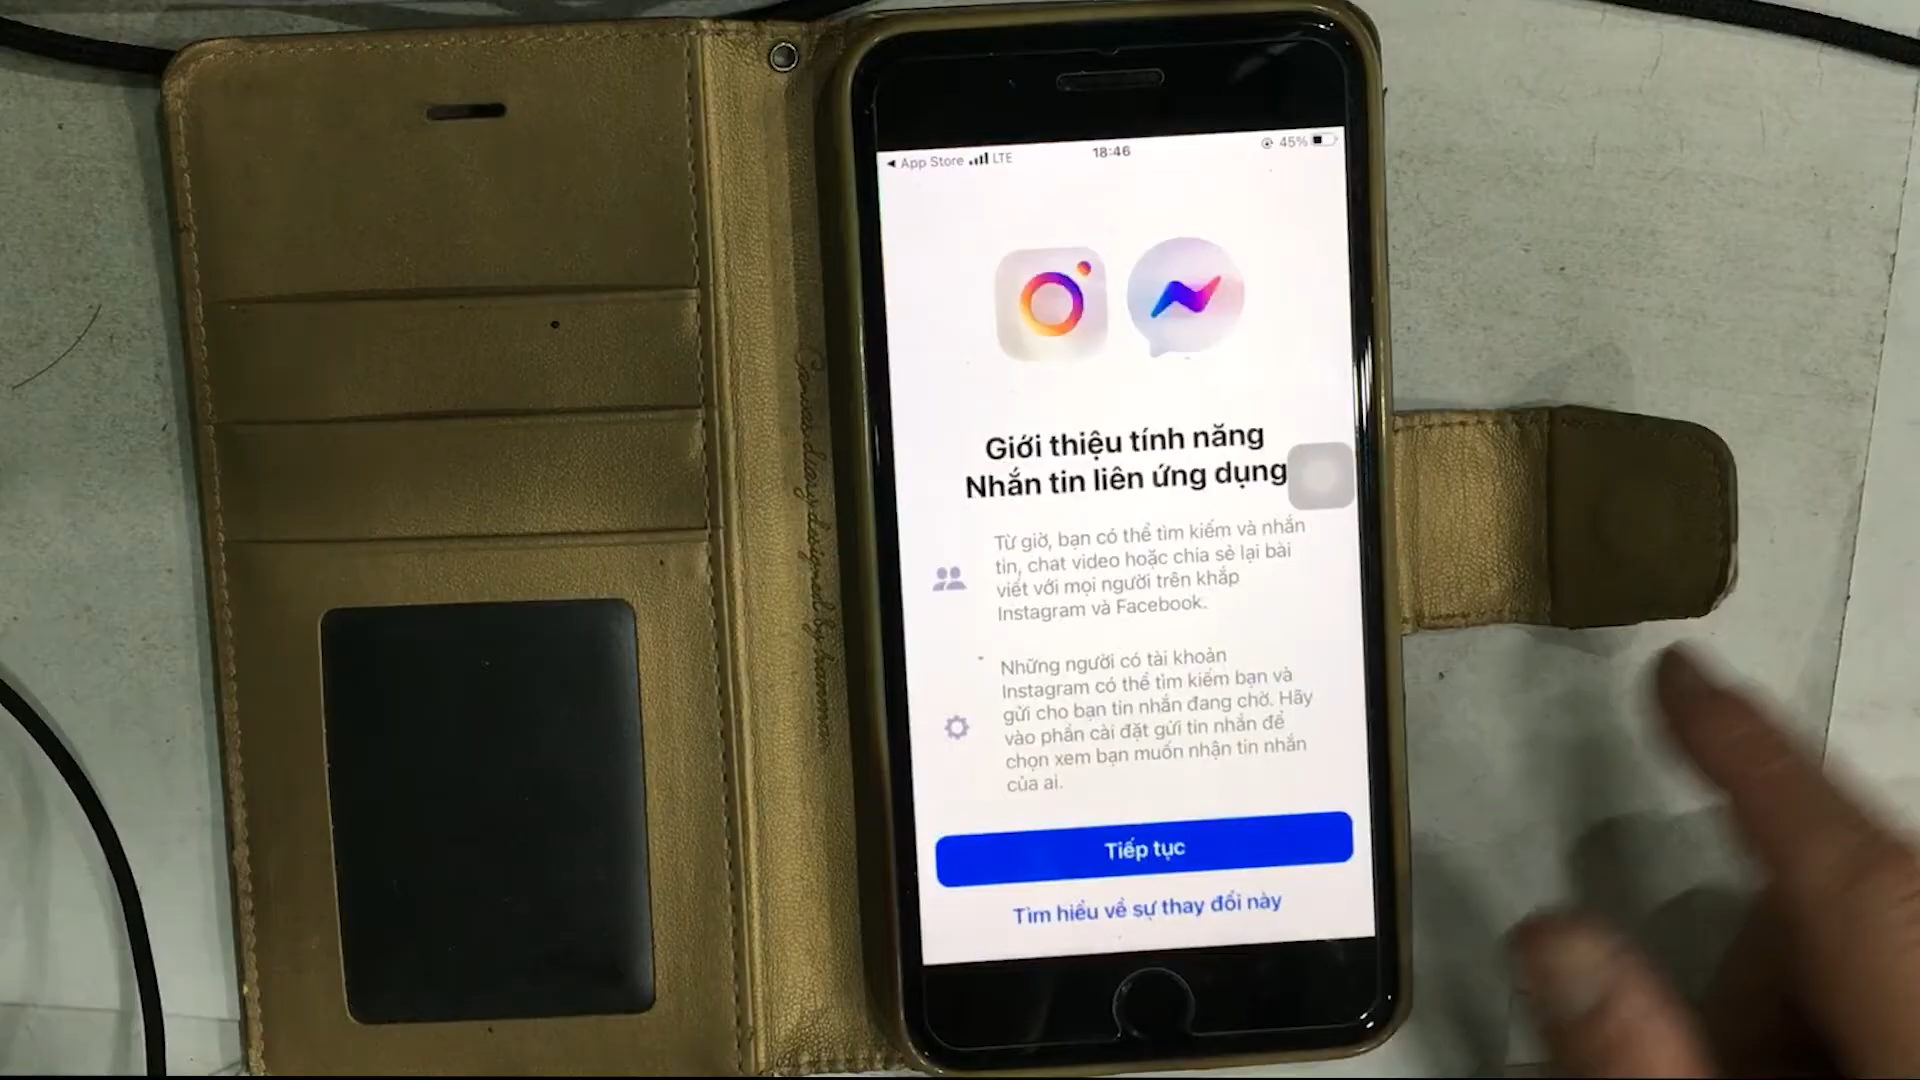 App Store LTE 18:46 45%
Giới thiệu tính năng
Nhắn tin liên ứng dụng
Từ giờ, bạn có thể tìm kiếm và nhắn
tin, chat video hoặc chia sẻ lại bài
viết với mọi người trên khắp
Instagram và Facebook.
Những người có tài khoản
Instagram có thể tìm kiếm bạn và
gửi cho bạn tin nhắn đang chờ. Hãy
vào phần cài đặt gửi tin nhắn để
chọn xem bạn muốn nhận tin nhắn
của ai.
Tiếp tục
Tìm hiểu về sự thay đổi này